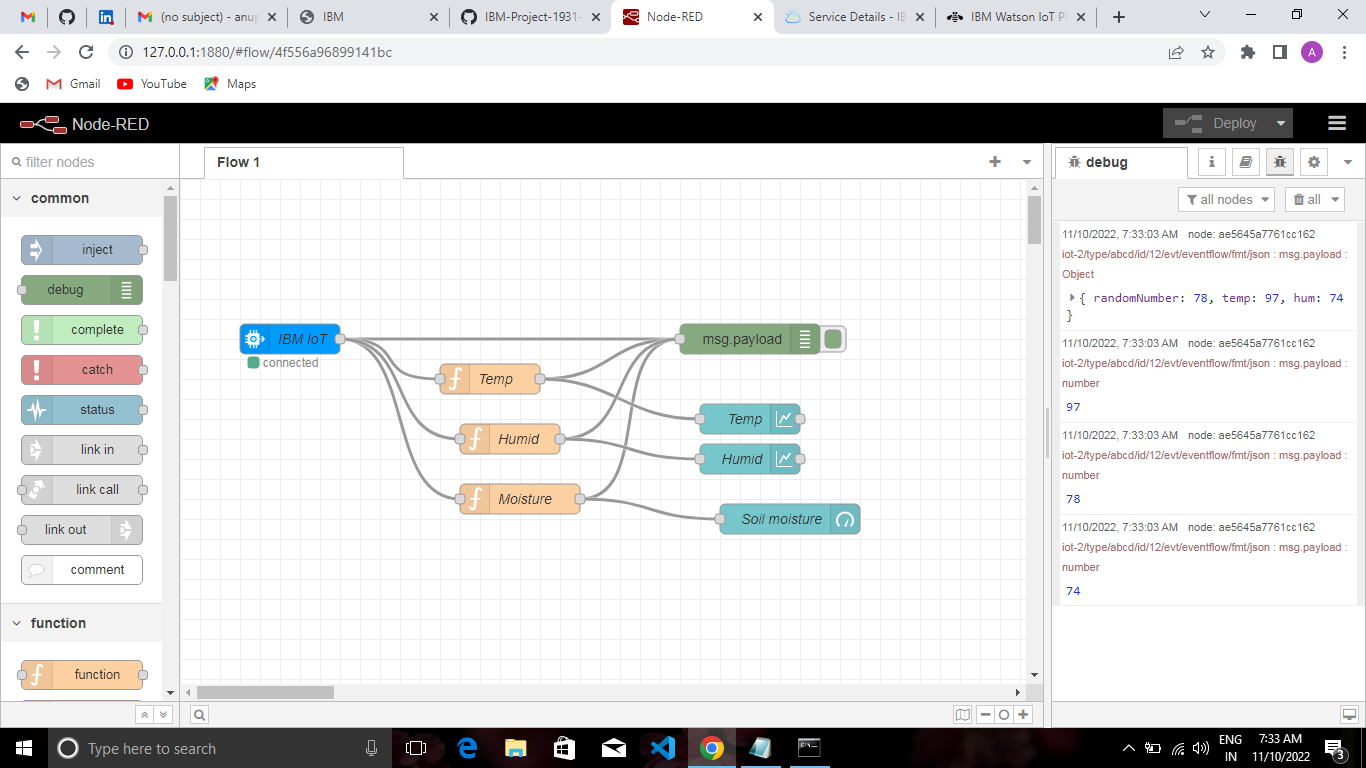 (no subject) - anup
IBM
IBM-Project-1931-
Node-RED
Service Details - IB
IBM Watson IoT Pl
127.0.0.1:1880/#flow/4f556a96899141bc
A
Gmail
YouTube
Maps
Node-RED
Deploy
filter nodes
Flow 1
debug
i
common
all nodes
all
inject
debug
complete
catch
status
link in
link call
link out
comment
function
function
IBM IoT
connected
msg.payload
Temp
Temp
Humid
Humid
Moisture
Soil moisture
11/10/2022, 7:33:03 AM node: ae5645a7761cc162
iot-2/type/abcd/id/12/evt/eventflow/fmt/json : msg.payload :
Object
{ randomNumber: 78, temp: 97, hum: 74
}
11/10/2022, 7:33:03 AM node: ae5645a7761cc162
iot-2/type/abcd/id/12/evt/eventflow/fmt/json : msg.payload :
number
97
11/10/2022, 7:33:03 AM node: ae5645a7761cc162
iot-2/type/abcd/id/12/evt/eventflow/fmt/json : msg.payload :
number
78
11/10/2022, 7:33:03 AM node: ae5645a7761cc162
iot-2/type/abcd/id/12/evt/eventflow/fmt/json : msg.payload :
number
74
Type here to search
ENG
IN
7:33 AM
11/10/2022
3